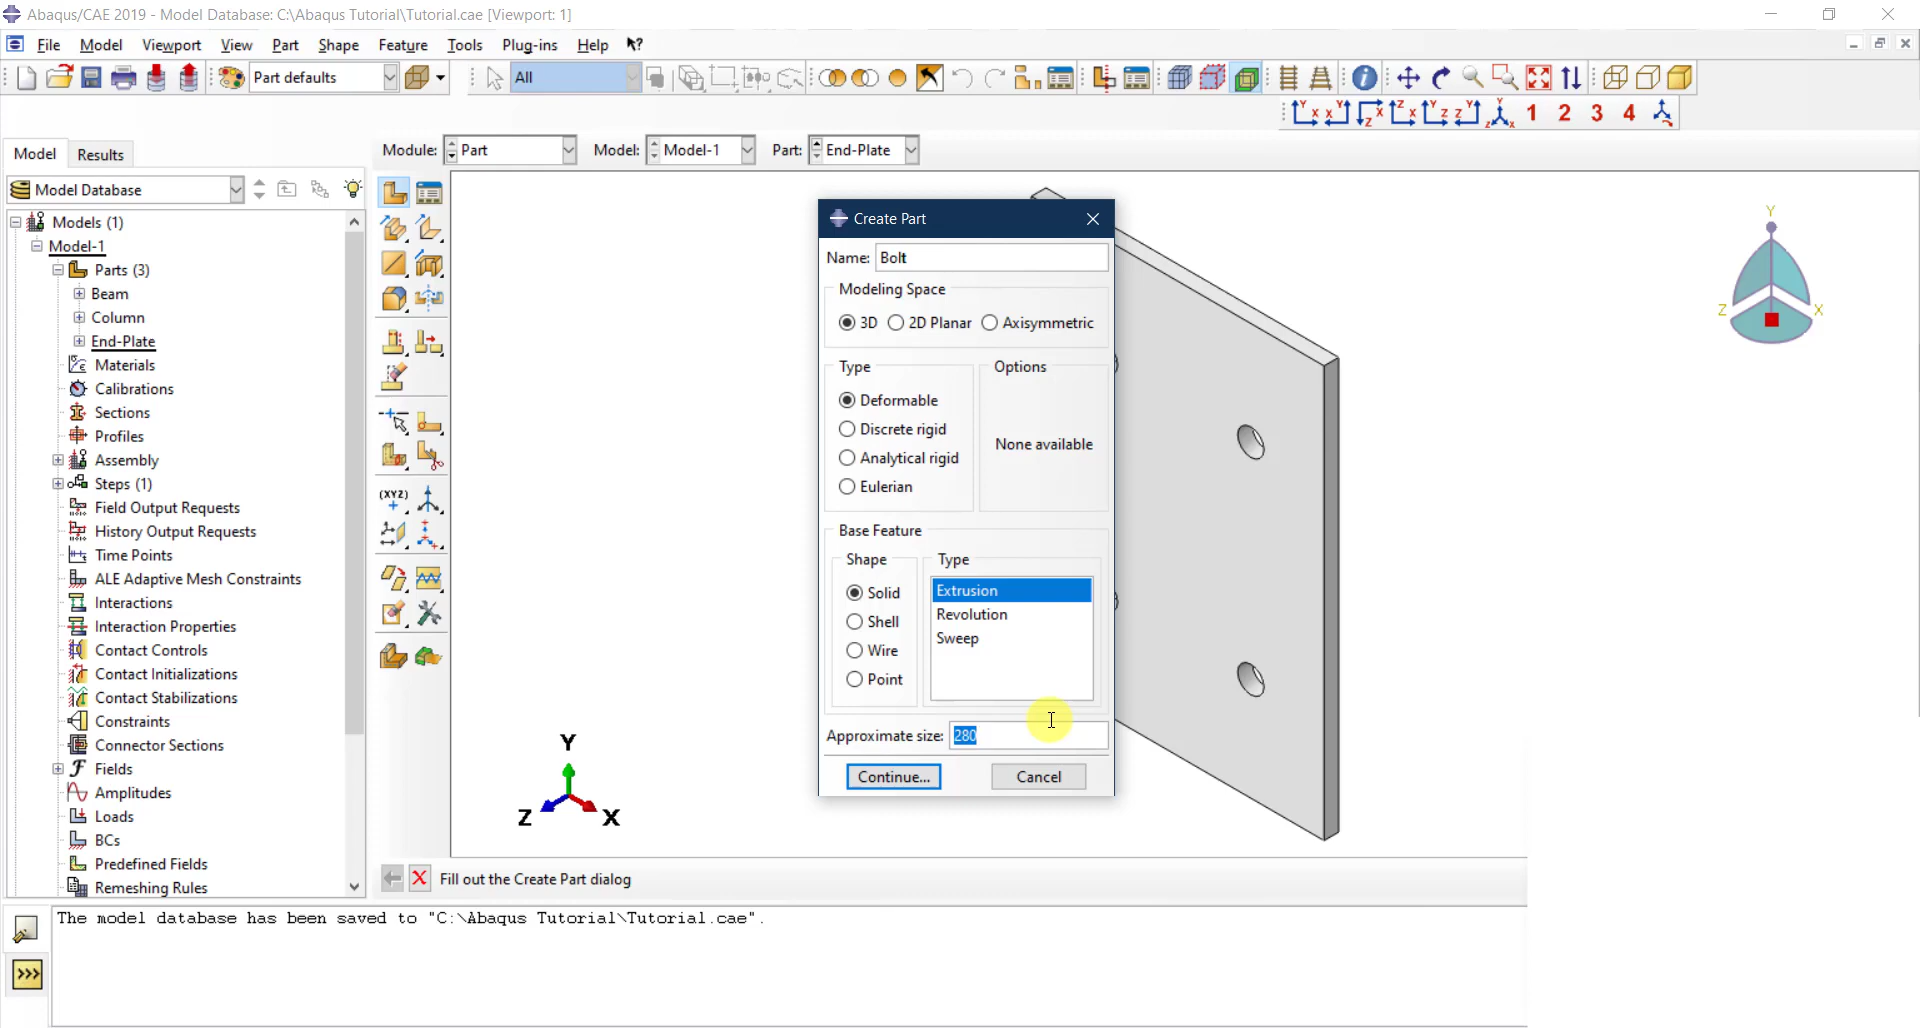 Abaqus/CAE 2019 - Model Database: C:\Abaqus Tutorial\Tutorial.cae [Viewport: 1]
File Model Viewport View Part Shape Feature Tools Plug-ins Help
Part defaults All
1 2 3 4
Model Results
Module: Part Model: Model-1 Part: End-Plate
Model Database
Models (1)
Model-1
Parts (3)
Beam
Column
End-Plate
Materials
Calibrations
Sections
Profiles
Assembly
Steps (1)
Field Output Requests
History Output Requests
Time Points
ALE Adaptive Mesh Constraints
Interactions
Interaction Properties
Contact Controls
Contact Initializations
Contact Stabilizations
Constraints
Connector Sections
Fields
Amplitudes
Loads
BCs
Predefined Fields
Remeshing Rules
(XYZ)
Create Part
Name: Bolt
Modeling Space
3D 2D Planar Axisymmetric
Type
Deformable
Discrete rigid
Analytical rigid
Eulerian
Options
None available
Base Feature
Shape
Solid
Shell
Wire
Point
Type
Extrusion
Revolution
Sweep
Approximate size: 280
Continue... Cancel
Y
Z X
Y
Z X
Fill out the Create Part dialog
The model database has been saved to "C:\Abaqus Tutorial\Tutorial.cae".
>>>